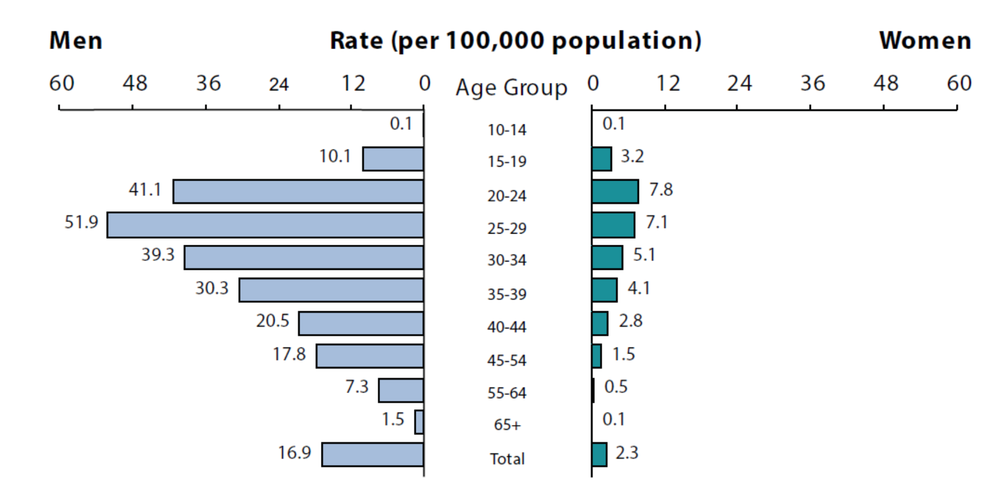 Men Rate (per 100,000 population) Women
60 48 36 24 12 0 Age Group 0 12 24 36 48 60
0.1 10-14 0.1
10.1 15-19 3.2
41.1 20-24 7.8
51.9 25-29 7.1
39.3 30-34 5.1
30.3 35-39 4.1
20.5 40-44 2.8
17.8 45-54 1.5
7.3 55-64 0.5
1.5 65+ 0.1
16.9 Total 2.3